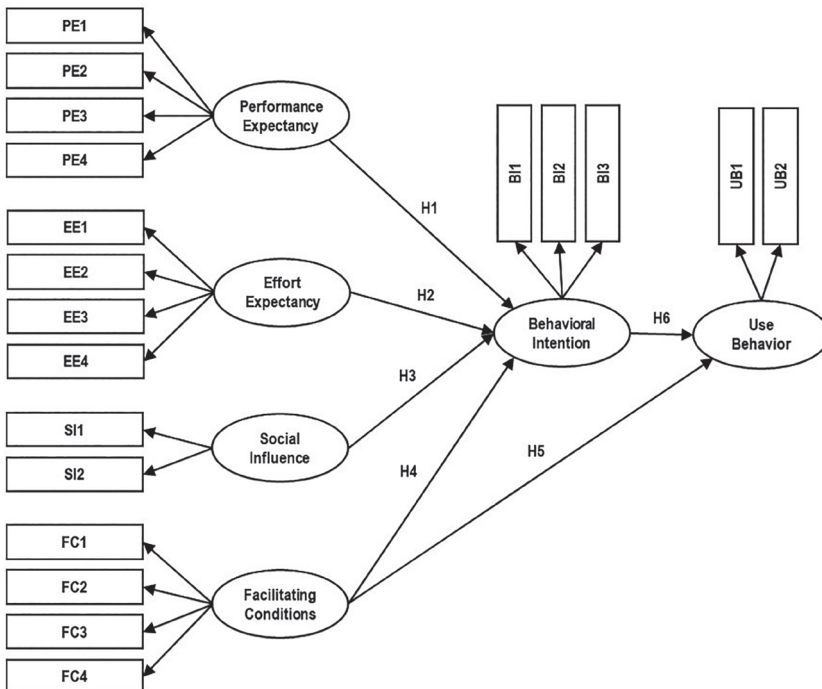 PE1
PE2
PE3
PE4
Performance
Expectancy
EE1
EE2
EE3
EE4
Effort
Expectancy
SI1
SI2
Social
Influence
FC1
FC2
FC3
FC4
Facilitating
Conditions
H1
H2
H3
H4
H5
BI1
BI2
BI3
Behavioral
Intention
H6
UB1
UB2
Use
Behavior